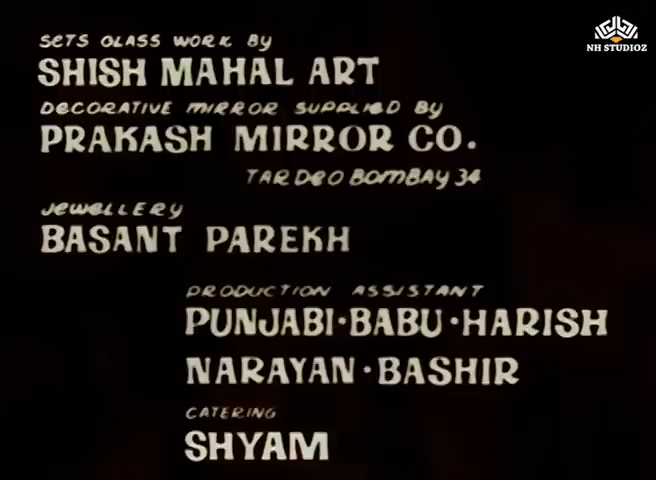 SETS GLASS WORK BY
SHISH MAHAL ART
DECORATIVE MIRROR SUPPLIED BY
PRAKASH MIRROR CO.
TARDEO BOMBAY 34
JEWELLERY
BASANT PAREKH
PRODUCTION ASSISTANT
PUNJABI·BABU·HARISH
NARAYAN·BASHIR
CATERING
SHYAM
NH STUDIOZ